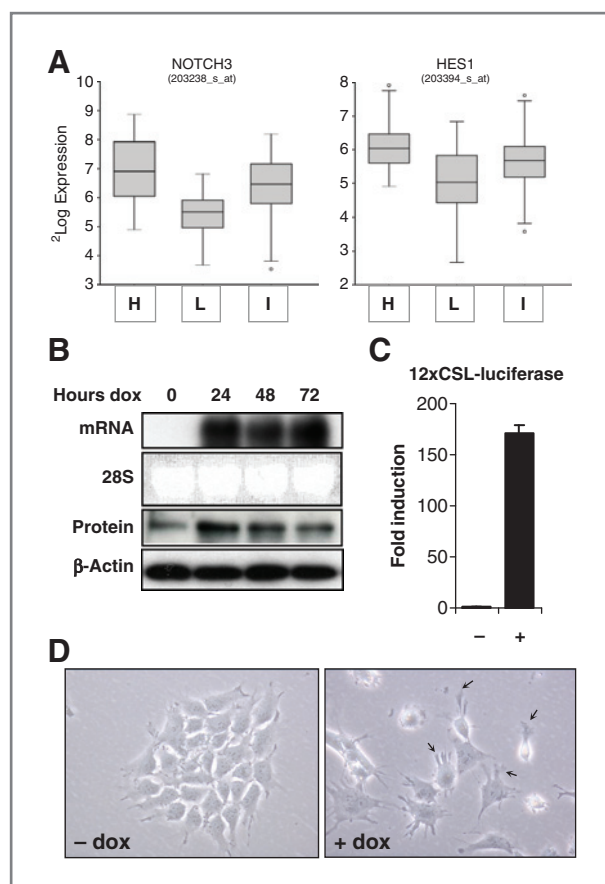 A
NOTCH3
(203238_s_at)
HES1
(203394_s_at)
²Log Expression
10
9
8
7
6
5
4
3
8
7
6
5
4
3
2
H L I
H L I
B
Hours dox 0 24 48 72
mRNA
28S
Protein
β-Actin
C
12xCSL-luciferase
Fold induction
200
150
100
50
0
– +
D
– dox
+ dox